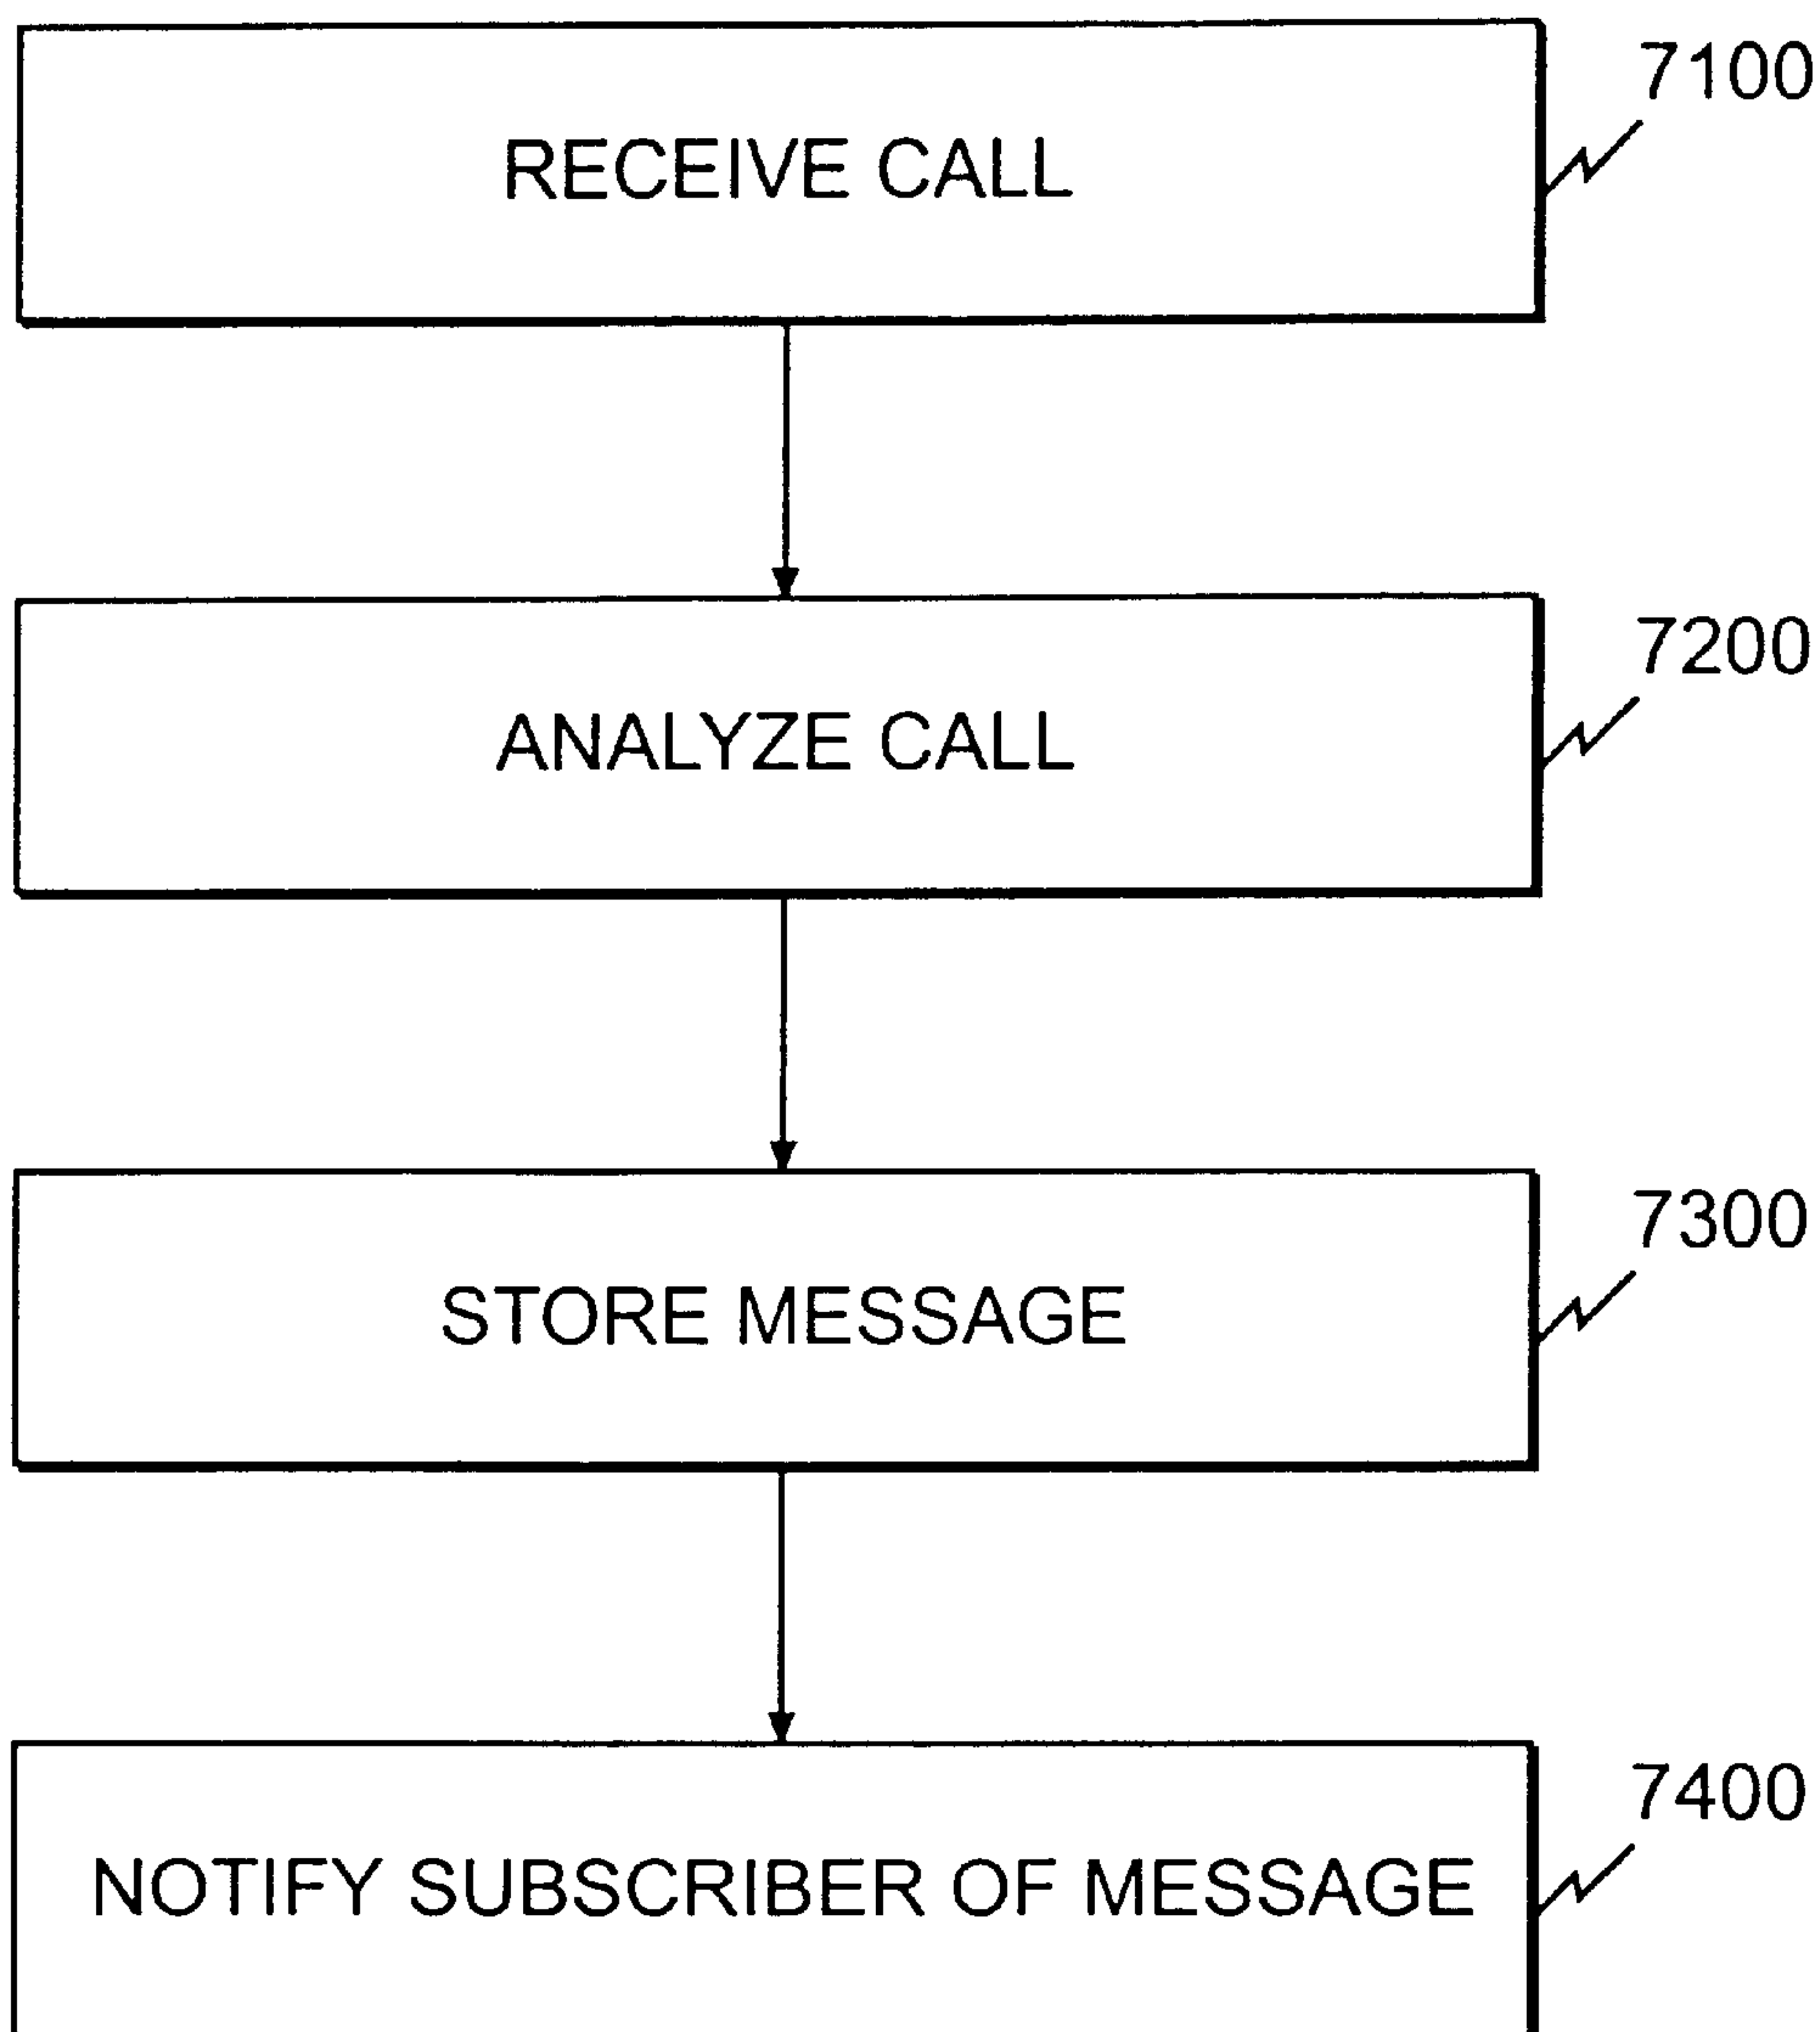 7100
RECEIVE CALL
7200
ANALYZE CALL
7300
STORE MESSAGE
7400
NOTIFY SUBSCRIBER OF MESSAGE